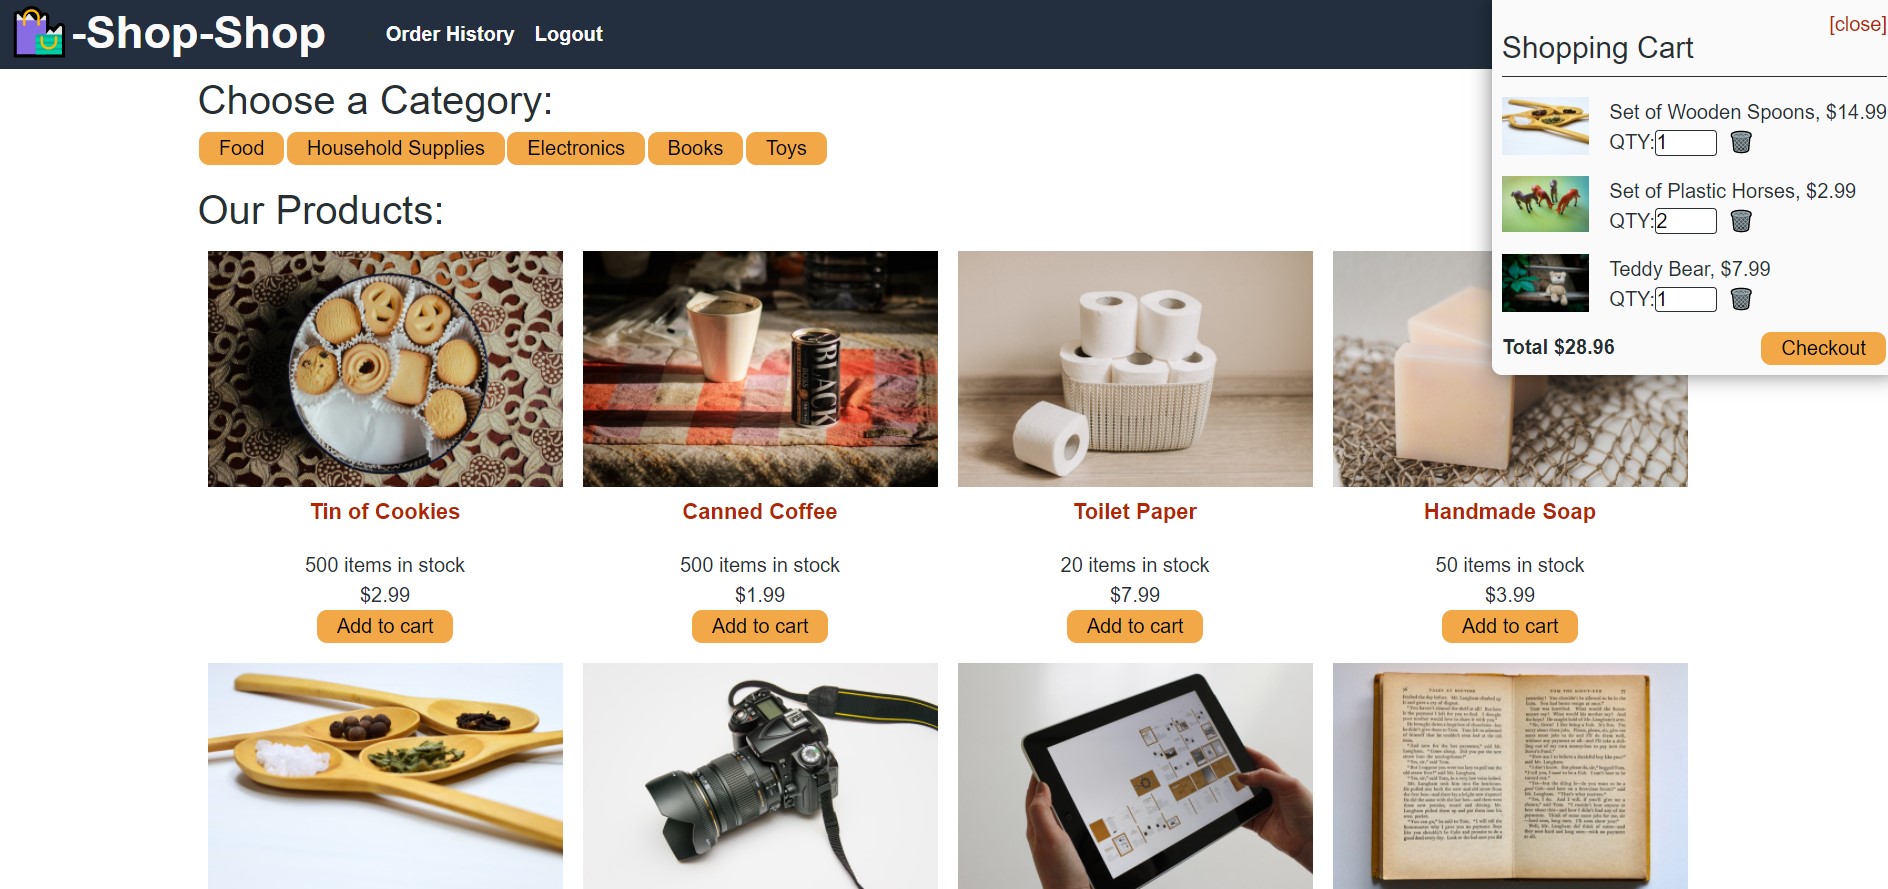 -Shop-Shop
Order History
Logout
[close]
Shopping Cart
Set of Wooden Spoons, $14.99
QTY:1
Set of Plastic Horses, $2.99
QTY:2
Teddy Bear, $7.99
QTY:1
Total $28.96
Checkout
Choose a Category:
Food
Household Supplies
Electronics
Books
Toys
Our Products:
BLACK
Tin of Cookies
500 items in stock
$2.99
Add to cart
Canned Coffee
500 items in stock
$1.99
Add to cart
Toilet Paper
20 items in stock
$7.99
Add to cart
Handmade Soap
50 items in stock
$3.99
Add to cart